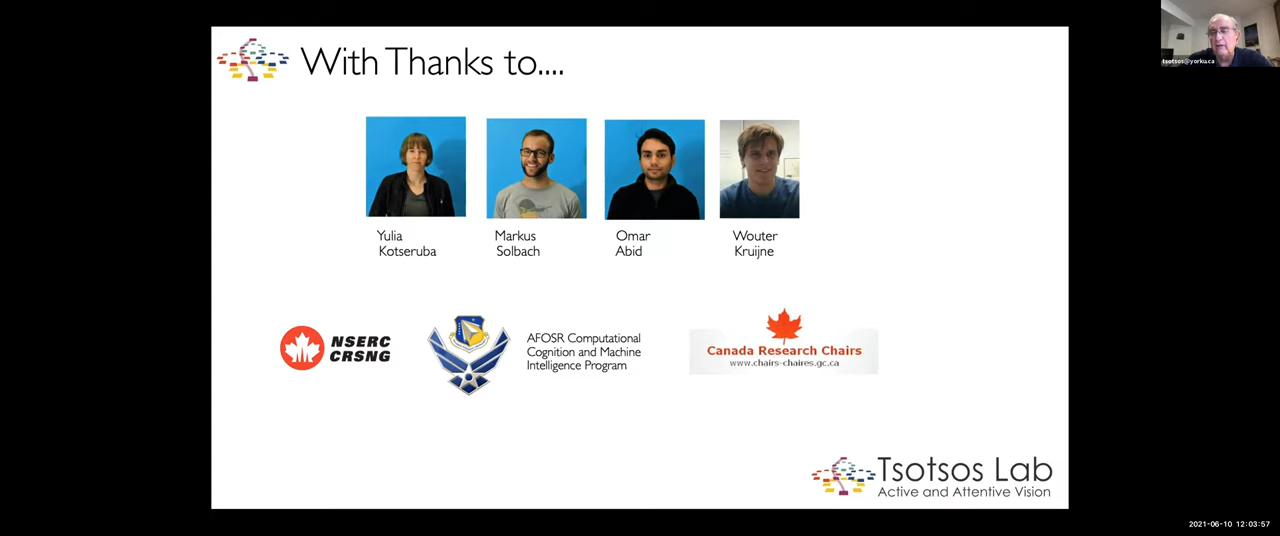 With Thanks to....
tsotsos@yorku.ca
Yulia
Kotseruba
Markus
Solbach
Omar
Abid
Wouter
Kruijne
NSERC
CRSNG
AFOSR Computational
Cognition and Machine
Intelligence Program
Canada Research Chairs
www.chairs-chaires.gc.ca
Tsotsos Lab
Active and Attentive Vision
2021-06-10 12:03:57